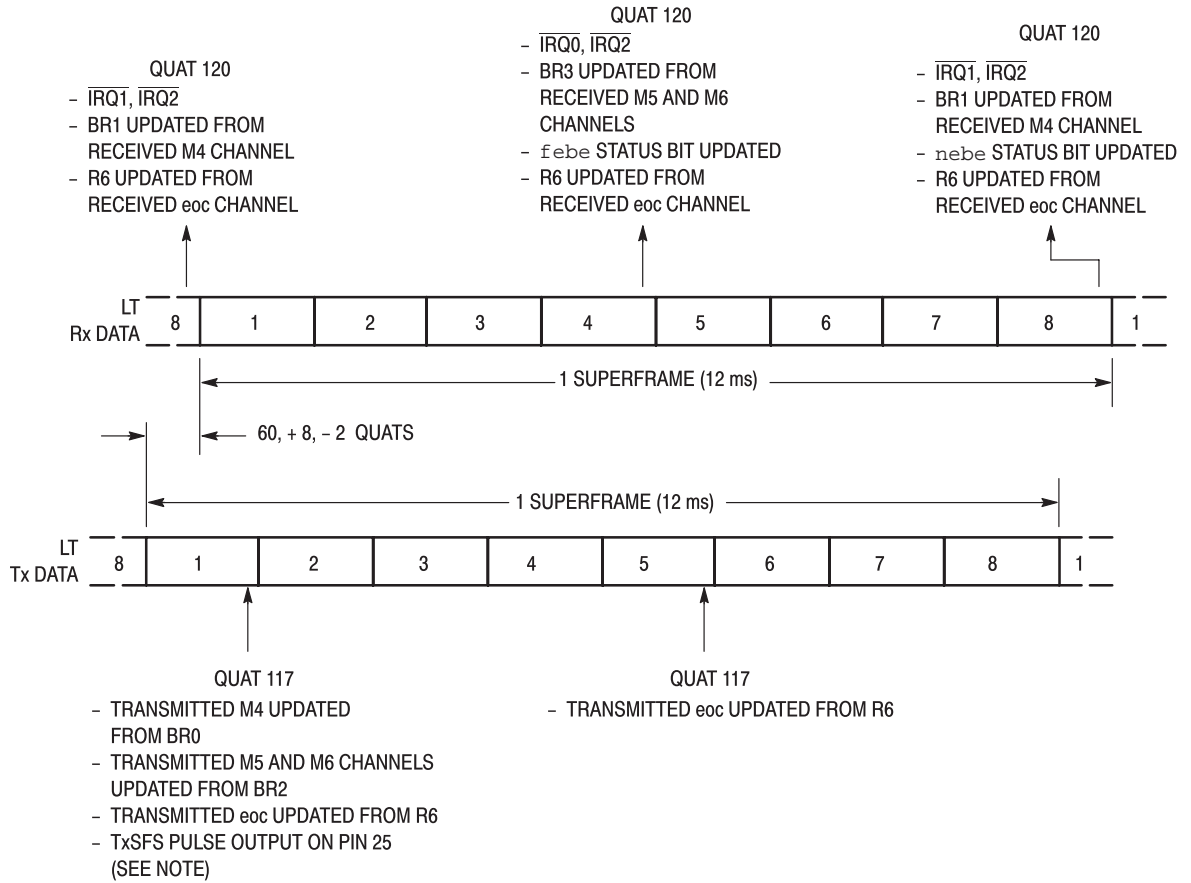 QUAT 120
– IRQ1, IRQ2
– BR1 UPDATED FROM
RECEIVED M4 CHANNEL
– R6 UPDATED FROM
RECEIVED eoc CHANNEL
QUAT 120
– IRQ0, IRQ2
– BR3 UPDATED FROM
RECEIVED M5 AND M6
CHANNELS
– febe STATUS BIT UPDATED
– R6 UPDATED FROM
RECEIVED eoc CHANNEL
QUAT 120
– IRQ1, IRQ2
– BR1 UPDATED FROM
RECEIVED M4 CHANNEL
– nebe STATUS BIT UPDATED
– R6 UPDATED FROM
RECEIVED eoc CHANNEL
LT
Rx DATA
8 1 2 3 4 5 6 7 8 1
1 SUPERFRAME (12 ms)
60, + 8, – 2 QUATS
1 SUPERFRAME (12 ms)
LT
Tx DATA
8 1 2 3 4 5 6 7 8 1
QUAT 117
– TRANSMITTED M4 UPDATED
FROM BR0
– TRANSMITTED M5 AND M6 CHANNELS
UPDATED FROM BR2
– TRANSMITTED eoc UPDATED FROM R6
– TxSFS PULSE OUTPUT ON PIN 25
(SEE NOTE)
QUAT 117
– TRANSMITTED eoc UPDATED FROM R6